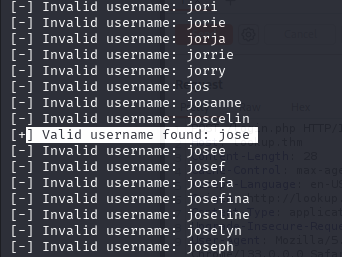 [-] Invalid username: jori
[-] Invalid username: jorie
[-] Invalid username: jorja
[-] Invalid username: jorrie
[-] Invalid username: jorry
[-] Invalid username: jos
[-] Invalid username: josanne
[-] Invalid username: joscelin
[+] Valid username found: jose
[-] Invalid username: josee
[-] Invalid username: josef
[-] Invalid username: josefa
[-] Invalid username: josefina
[-] Invalid username: joseline
[-] Invalid username: joselyn
[-] Invalid username: joseph